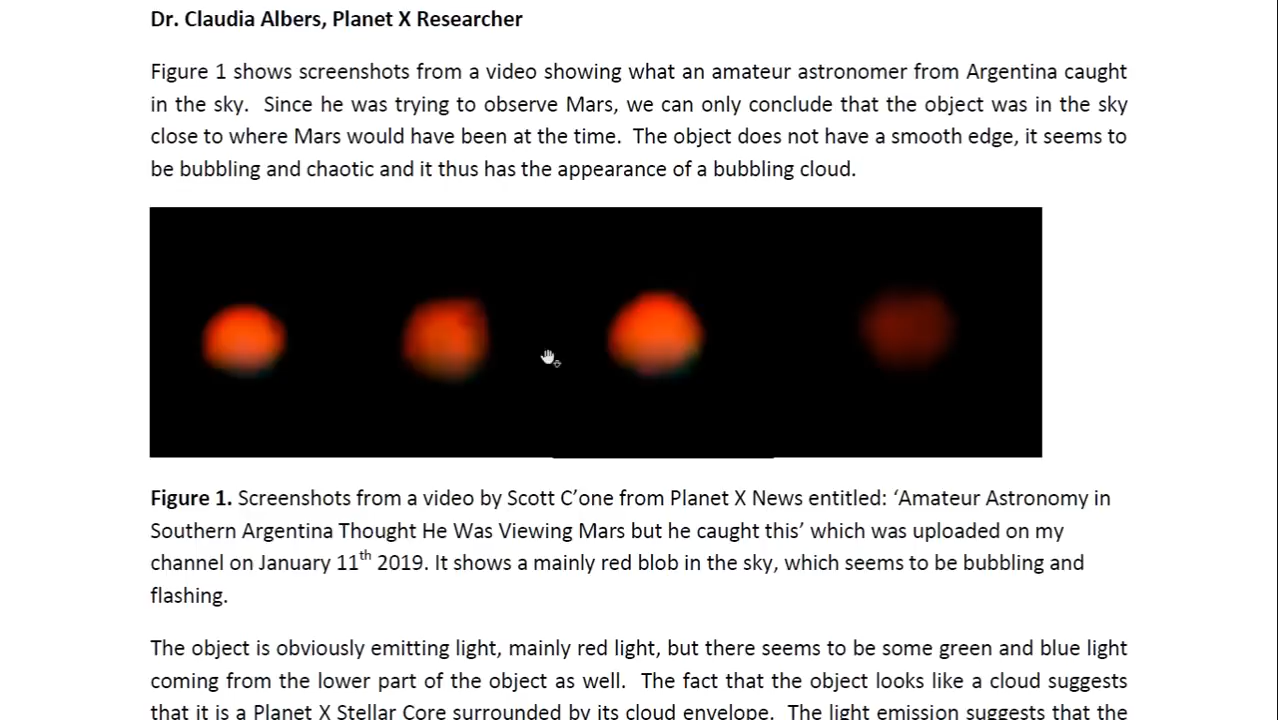 Dr. Claudia Albers, Planet X Researcher
Figure 1 shows screenshots from a video showing what an amateur astronomer from Argentina caught
in the sky.  Since he was trying to observe Mars, we can only conclude that the object was in the sky
close to where Mars would have been at the time.  The object does not have a smooth edge, it seems to
be bubbling and chaotic and it thus has the appearance of a bubbling cloud.
Figure 1. Screenshots from a video by Scott C’one from Planet X News entitled: ‘Amateur Astronomy in
Southern Argentina Thought He Was Viewing Mars but he caught this’ which was uploaded on my
channel on January 11th 2019. It shows a mainly red blob in the sky, which seems to be bubbling and
flashing.
The object is obviously emitting light, mainly red light, but there seems to be some green and blue light
coming from the lower part of the object as well.  The fact that the object looks like a cloud suggests
that it is a Planet X Stellar Core surrounded by its cloud envelope.  The light emission suggests that the